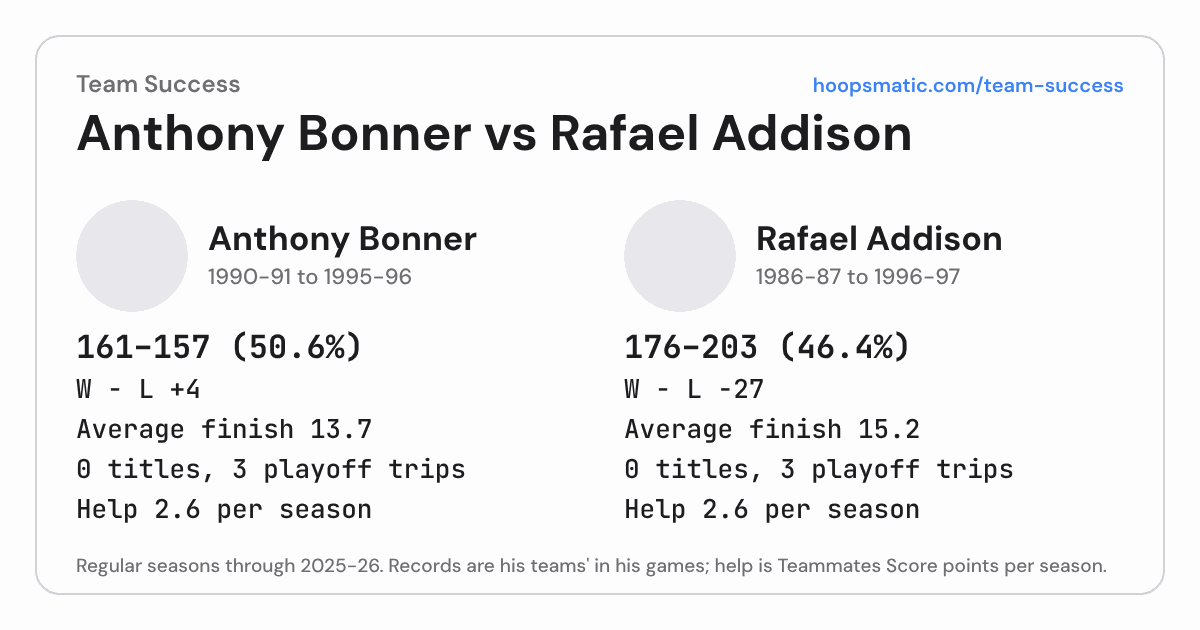 Team Success
hoopsmatic.com/team-success
Anthony Bonner vs Rafael Addison
Anthony Bonner
1990-91 to 1995-96
161-157 (50.6%)
W - L +4
Average finish 13.7
0 titles, 3 playoff trips
Help 2.6 per season
Rafael Addison
1986-87 to 1996-97
176-203 (46.4%)
W - L -27
Average finish 15.2
0 titles, 3 playoff trips
Help 2.6 per season
Regular seasons through 2025-26. Records are his teams' in his games; help is Teammates Score points per season.